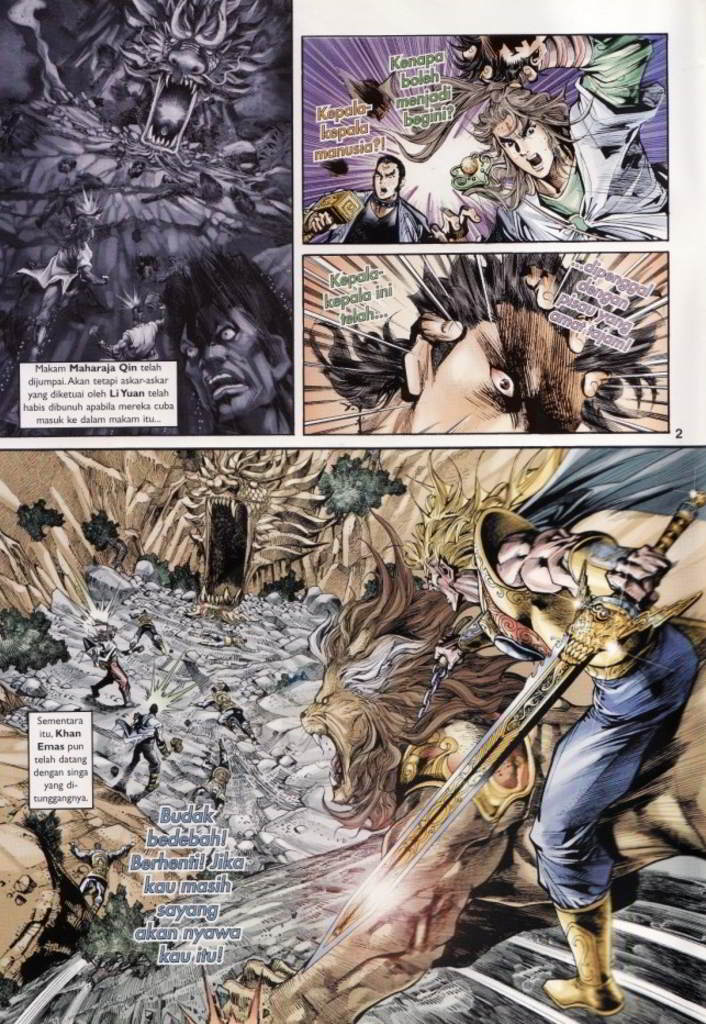 Makam Maharaja Qin telah
dijumpai. Akan tetapi askar-askar
yang diketuai oleh Li Yuan telah
habis dibunuh apabila mereka cuba
masuk ke dalam makam itu...
Kenapa
boleh
menjadi
begini?
Kepala-
kepala
manusia?!
Kepala-
kepala ini
telah...
...dipenggal
dengan
pisau yang
amat tajam!
2
Sementara
itu, Khan
Emas pun
telah datang
dengan singa
yang di-
tunggangnya.
Budak
bedebah!
Berhenti! Jika
kau masih
sayang
akan nyawa
kau itu!